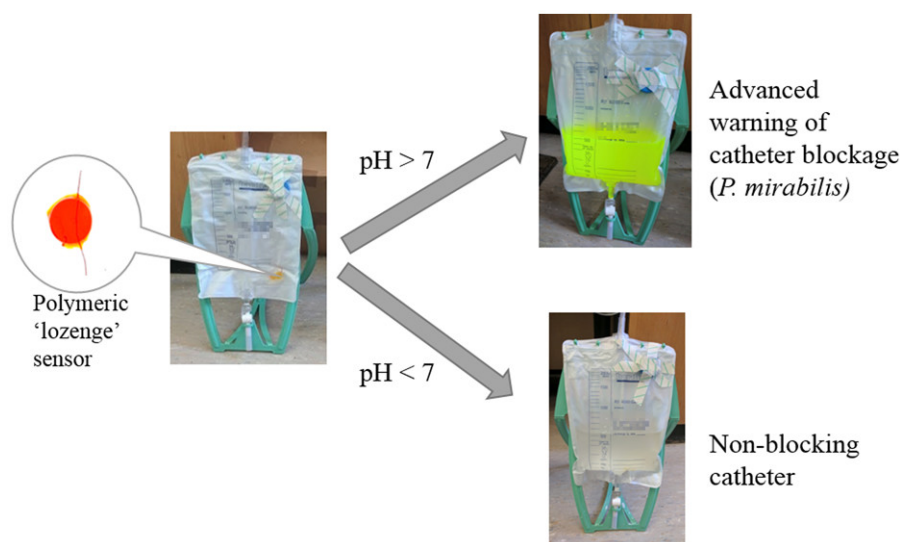 Polymeric
‘lozenge’
sensor
pH > 7
pH < 7
Advanced
warning of
catheter blockage
(P. mirabilis)
Non-blocking
catheter